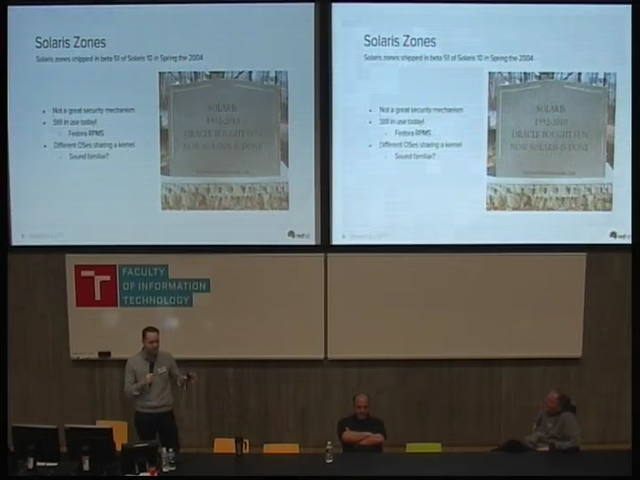 Solaris Zones
Solaris zones shipped in beta 51 of Solaris 10 in Spring the 2004
Not a great security mechanism
Still in use today!
Fedora RPMS
Different OSes sharing a kernel
Sound familiar?
SOLARIS
ORACLE BOUGHT SUN
NOW SOLARIS IS DONE
Solaris Zones
Solaris zones shipped in beta 51 of Solaris 10 in Spring the 2004
Not a great security mechanism
Still in use today!
Fedora RPMS
Different OSes sharing a kernel
Sound familiar?
SOLARIS
ORACLE BOUGHT SUN
NOW SOLARIS IS DONE
T
FACULTY
OF INFORMATION
TECHNOLOGY